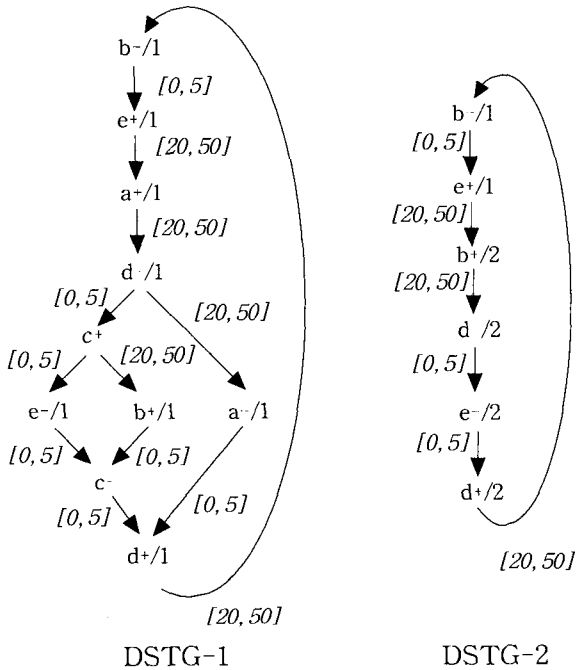 b-/1
[0,5]
e+/1
[20,50]
a+/1
[20,50]
d-/1
[0,5]
[20,50]
c+
[0,5]
[20,50]
e-/1
b+/1
a-/1
[0,5]
[0,5]
c-
[0,5]
[0,5]
d+/1
[20,50]
DSTG-1
b-/1
[0,5]
e+/1
[20,50]
b+/2
[20,50]
d /2
[0,5]
e-/2
[0,5]
d+/2
[20,50]
DSTG-2